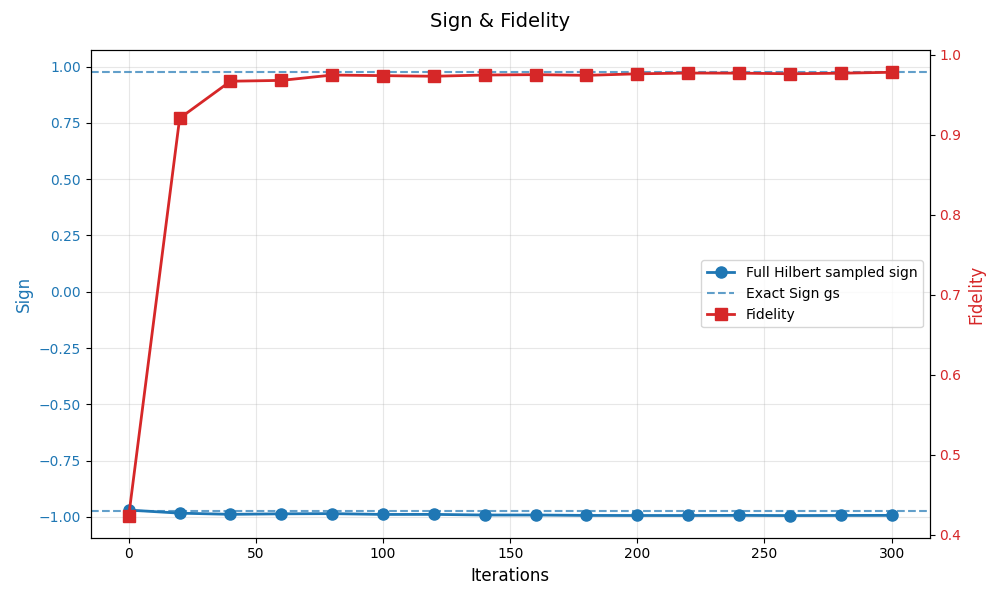 Sign & Fidelity
1.00
0.75
0.50
0.25
0.00
−0.25
−0.50
−0.75
−1.00
Sign
1.0
0.9
0.8
0.7
0.6
0.5
0.4
Fidelity
Full Hilbert sampled sign
Exact Sign gs
Fidelity
0 50 100 150 200 250 300
Iterations